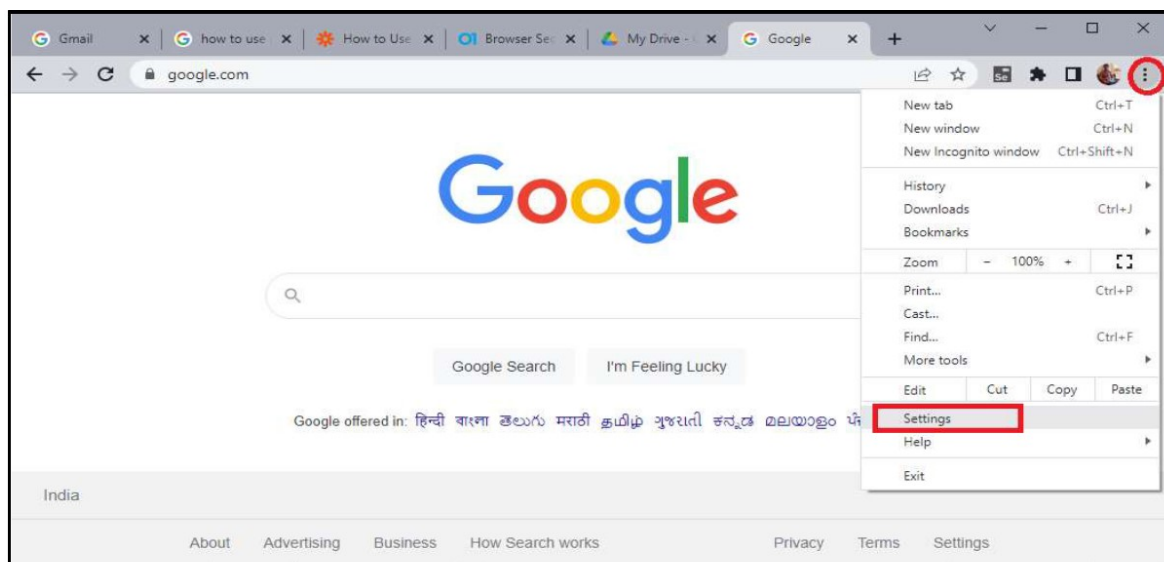 Gmail how to use How to Use Browser Sec My Drive - Google
google.com Se
New tab Ctrl+T
New window Ctrl+N
New Incognito window Ctrl+Shift+N
History
Downloads Ctrl+J
Bookmarks
Zoom - 100% +
Print... Ctrl+P
Cast...
Find... Ctrl+F
More tools
Edit Cut Copy Paste
Settings
Help
Exit
Google
Google Search I'm Feeling Lucky
Google offered in: हिन्दी বাংলা తెలుగు मराठी தமிழ் ગુજરાતી ಕನ್ನಡ മലയാളം
India
About Advertising Business How Search works Privacy Terms Settings